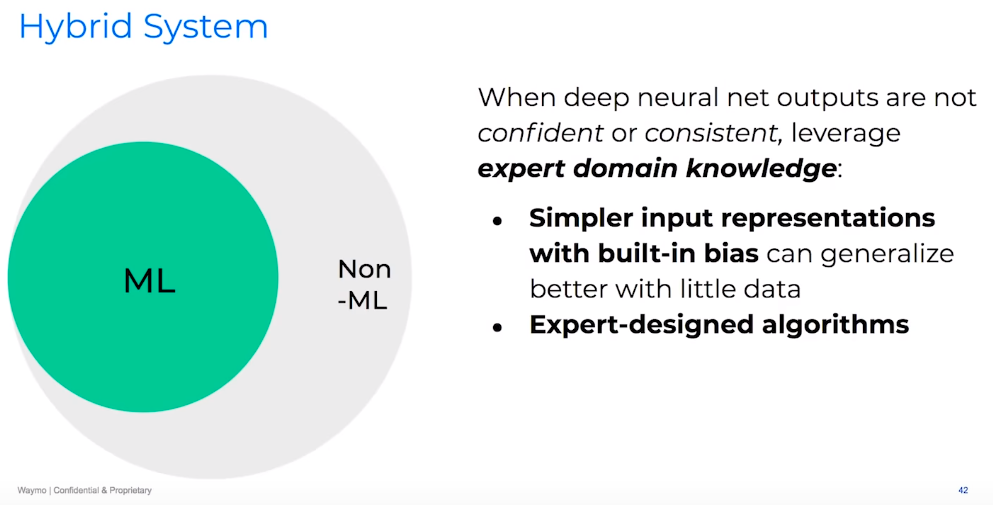 Hybrid System
ML
Non
-ML
When deep neural net outputs are not
confident or consistent, leverage
expert domain knowledge:
● Simpler input representations
with built-in bias can generalize
better with little data
● Expert-designed algorithms
Waymo | Confidential & Proprietary
42